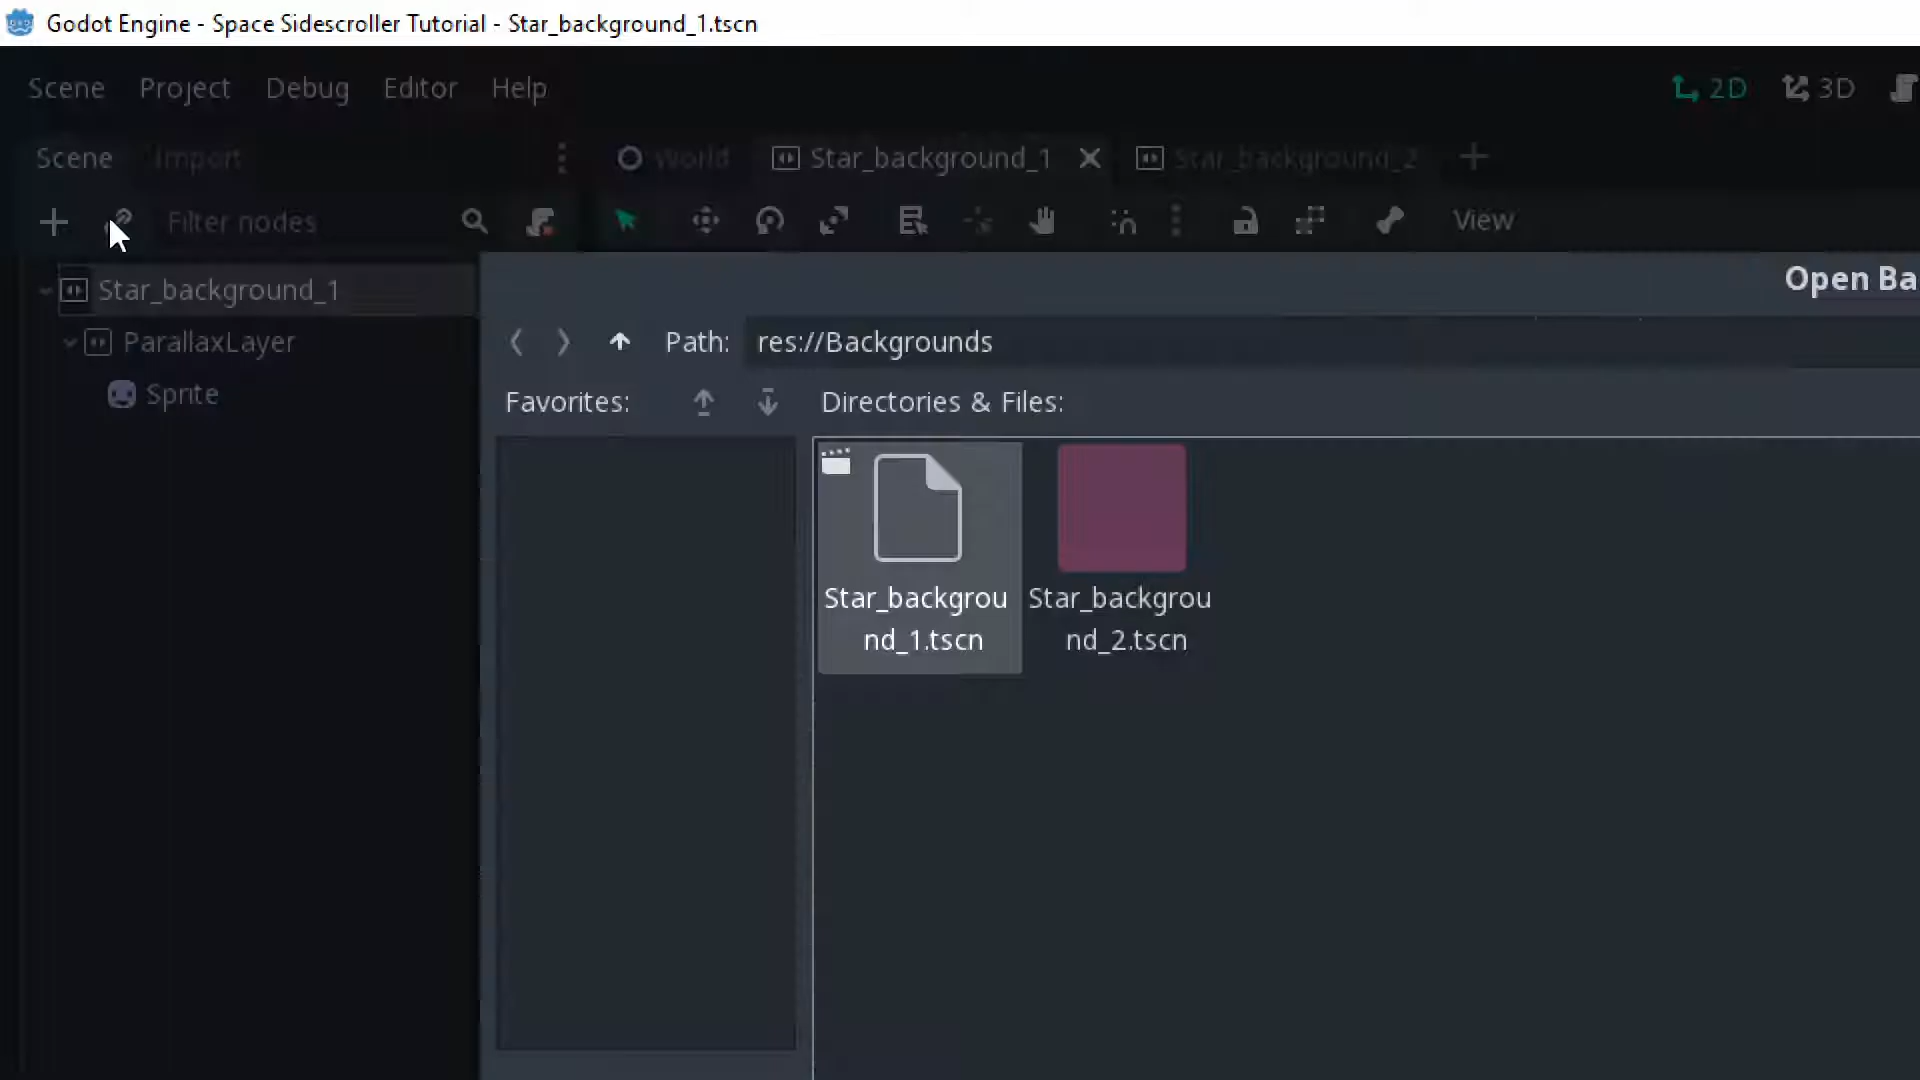 Godot Engine - Space Sidescroller Tutorial - Star_background_1.tscn
Scene Project Debug Editor Help 2D 3D
Scene Import World Star_background_1 Star_background_2
Filter nodes View
Star_background_1
Open Ba
ParallaxLayer
Path: res://Backgrounds
Sprite
Favorites: Directories & Files:
Star_backgrou Star_backgrou
nd_1.tscn nd_2.tscn